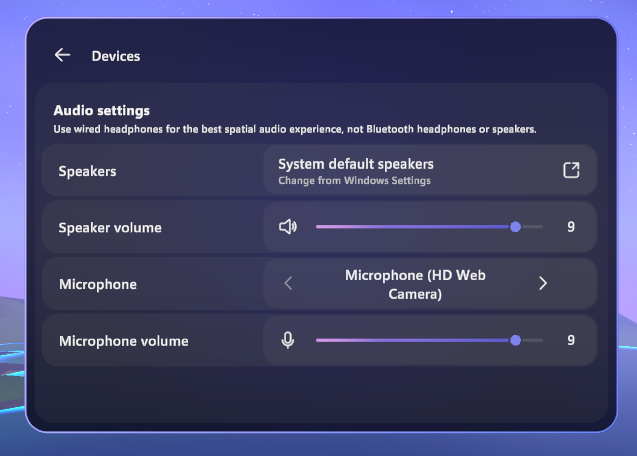 Devices
Audio settings
Use wired headphones for the best spatial audio experience, not Bluetooth headphones or speakers.
Speakers
System default speakers
Change from Windows Settings
Speaker volume
9
Microphone
Microphone (HD Web
Camera)
Microphone volume
9